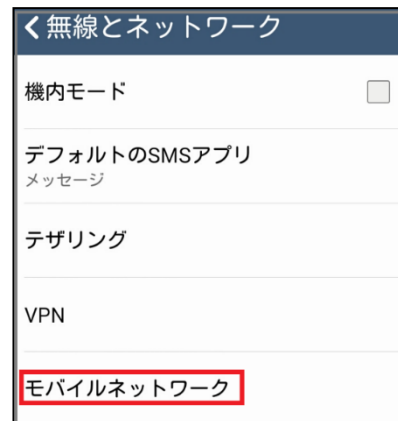 無線とネットワーク
機内モード
デフォルトのSMSアプリ
メッセージ
テザリング
VPN
モバイルネットワーク